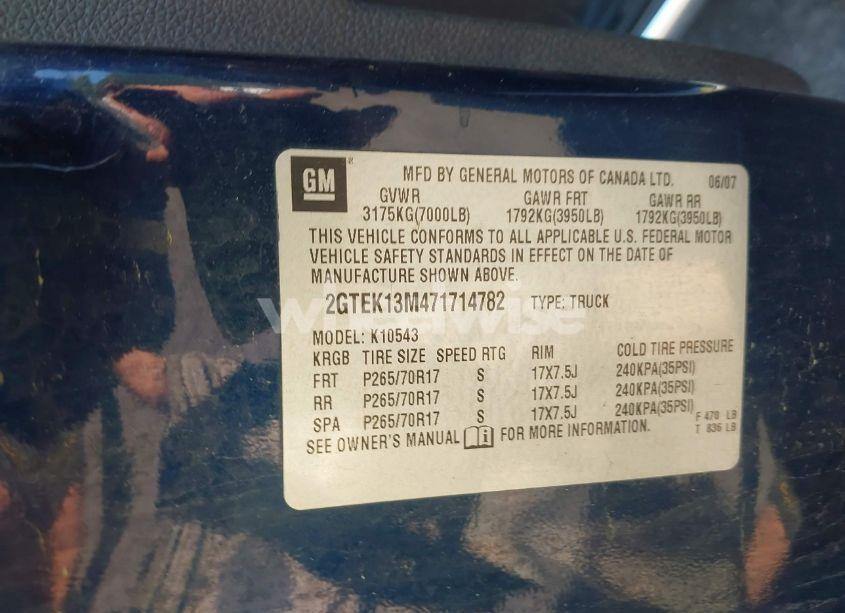 GM MFD BY GENERAL MOTORS OF CANADA LTD. 06/07
GVWR GAWR FRT GAWR RR
3175KG(7000LB) 1792KG(3950LB) 1792KG(3950LB)
THIS VEHICLE CONFORMS TO ALL APPLICABLE U.S. FEDERAL MOTOR
VEHICLE SAFETY STANDARDS IN EFFECT ON THE DATE OF
MANUFACTURE SHOWN ABOVE.
2GTEK13M471714782 TYPE: TRUCK
wheelwise
MODEL: K10543
KRGB TIRE SIZE SPEED RTG RIM COLD TIRE PRESSURE
FRT P265/70R17 S 17X7.5J 240KPA(35PSI)
RR P265/70R17 S 17X7.5J 240KPA(35PSI)
SPA P265/70R17 S 17X7.5J 240KPA(35PSI)
F 470 LB
T 836 LB
SEE OWNER'S MANUAL FOR MORE INFORMATION.